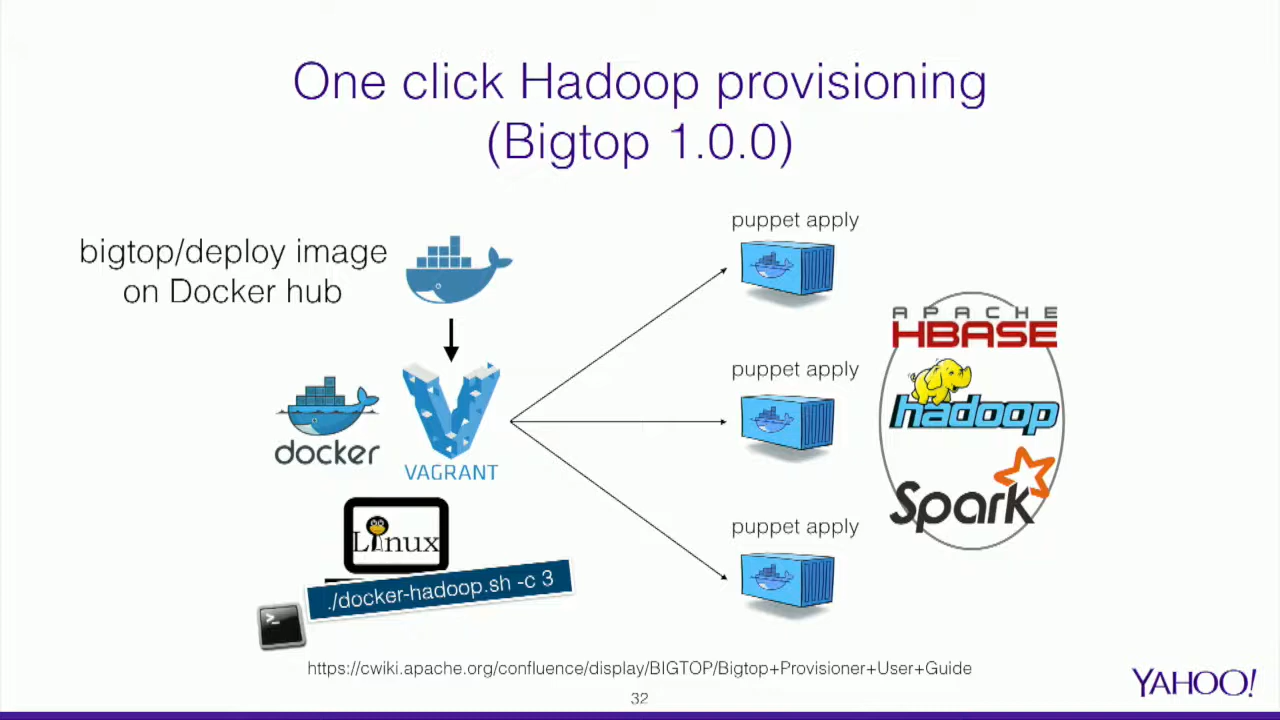 One click Hadoop provisioning
(Bigtop 1.0.0)
bigtop/deploy image
on Docker hub
docker
VAGRANT
Linux
./docker-hadoop.sh -c 3
>_
puppet apply
puppet apply
puppet apply
APACHE
HBASE
hadoop
Spark
https://cwiki.apache.org/confluence/display/BIGTOP/Bigtop+Provisioner+User+Guide
32
YAHOO!